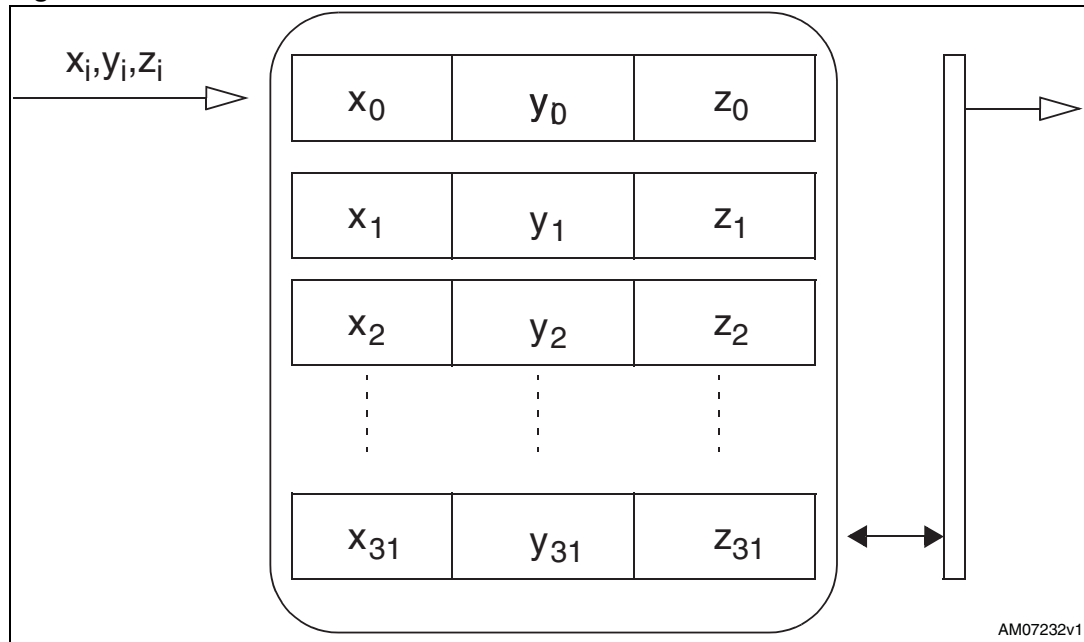 xᵢ,yᵢ,zᵢ
x₀ y₀ z₀
x₁ y₁ z₁
x₂ y₂ z₂
x₃₁ y₃₁ z₃₁
AM07232v1